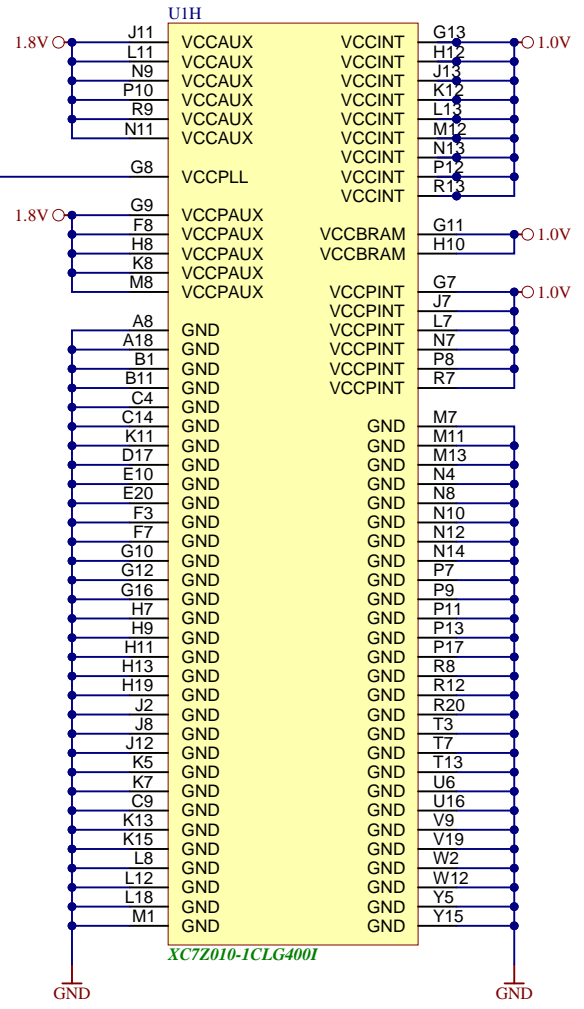 U1H
1.8V J11 VCCAUX VCCINT G13 1.0V
L11 VCCAUX VCCINT H12
N9 VCCAUX VCCINT J13
P10 VCCAUX VCCINT K12
R9 VCCAUX VCCINT L13
N11 VCCAUX VCCINT M12
VCCINT N13
G8 VCCPLL VCCINT P12
VCCINT R13
1.8V G9 VCCPAUX
F8 VCCPAUX VCCBRAM G11 1.0V
H8 VCCPAUX VCCBRAM H10
K8 VCCPAUX
M8 VCCPAUX VCCPINT G7 1.0V
VCCPINT J7
A8 GND VCCPINT L7
A18 GND VCCPINT N7
B1 GND VCCPINT P8
B11 GND VCCPINT R7
C4 GND
C14 GND GND M7
K11 GND GND M11
D17 GND GND M13
E10 GND GND N4
E20 GND GND N8
F3 GND GND N10
F7 GND GND N12
G10 GND GND N14
G12 GND GND P7
G16 GND GND P9
H7 GND GND P11
H9 GND GND P13
H11 GND GND P17
H13 GND GND R8
H19 GND GND R12
J2 GND GND R20
J8 GND GND T3
J12 GND GND T7
K5 GND GND T13
K7 GND GND U6
C9 GND GND U16
K13 GND GND V9
K15 GND GND V19
L8 GND GND W2
L12 GND GND W12
L18 GND GND Y5
M1 GND GND Y15
XC7Z010-1CLG400I
GND GND